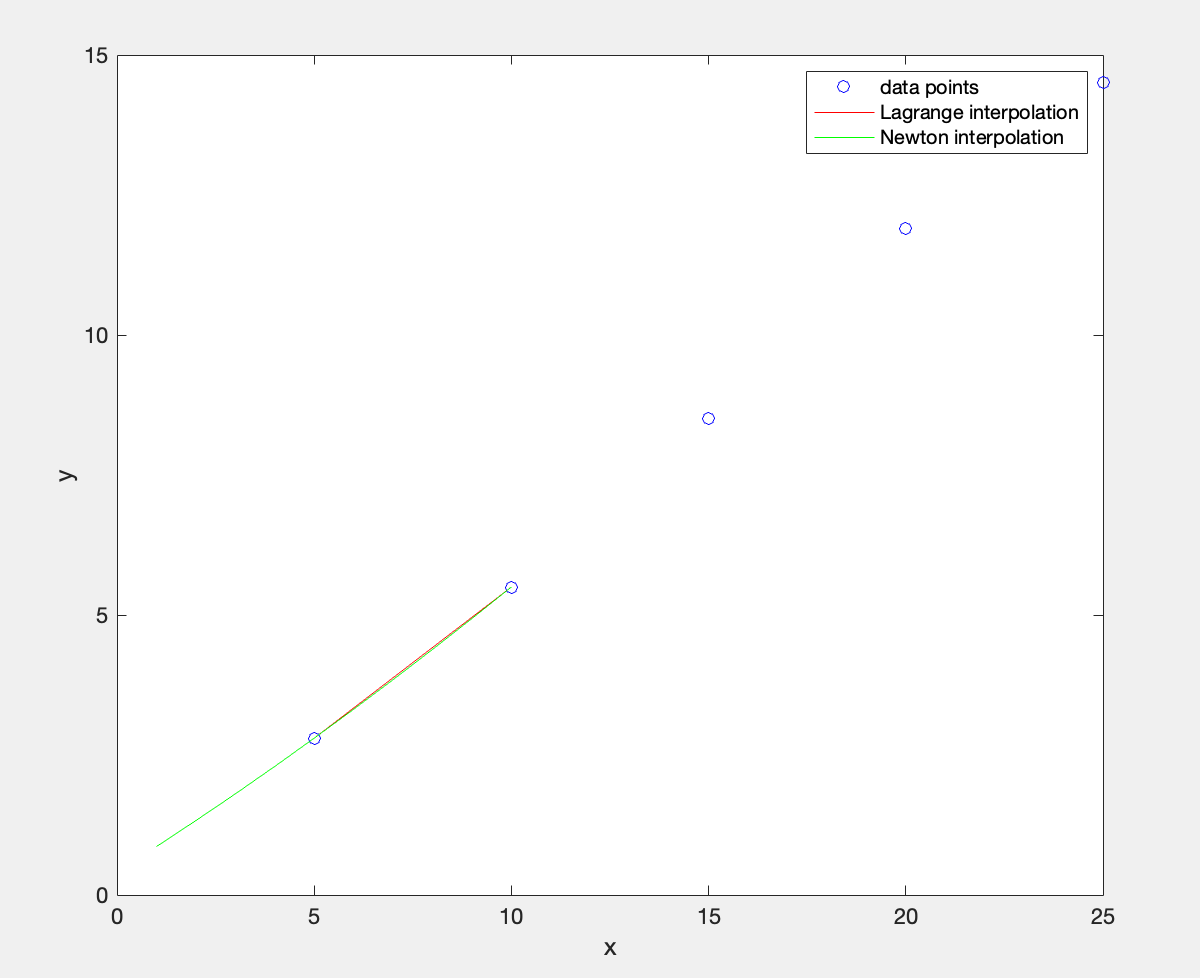 15
data points
Lagrange interpolation
Newton interpolation
10
y
5
0
0 5 10 15 20 25
x